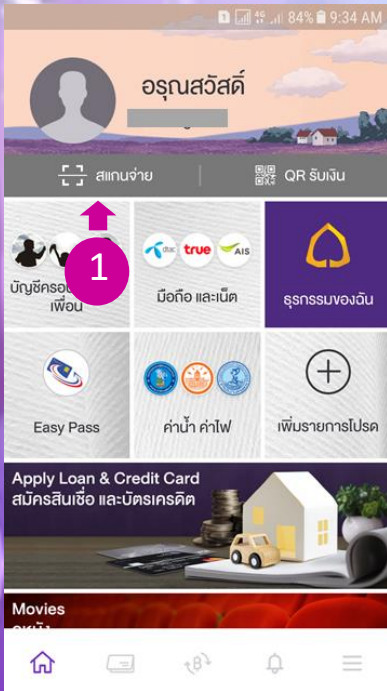 1 4G 84% 9:34 AM
อรุณสวัสดิ์
สแกนจ่าย QR รับเงิน
1
dtac true AIS
บัญชีครอบ
เพื่อน
มือถือ และเน็ต
ธุรกรรมของฉัน
Easy Pass
ค่าน้ำ ค่าไฟ
เพิ่มรายการโปรด
Apply Loan & Credit Card
สมัครสินเชื่อ และบัตรเครดิต
Movies